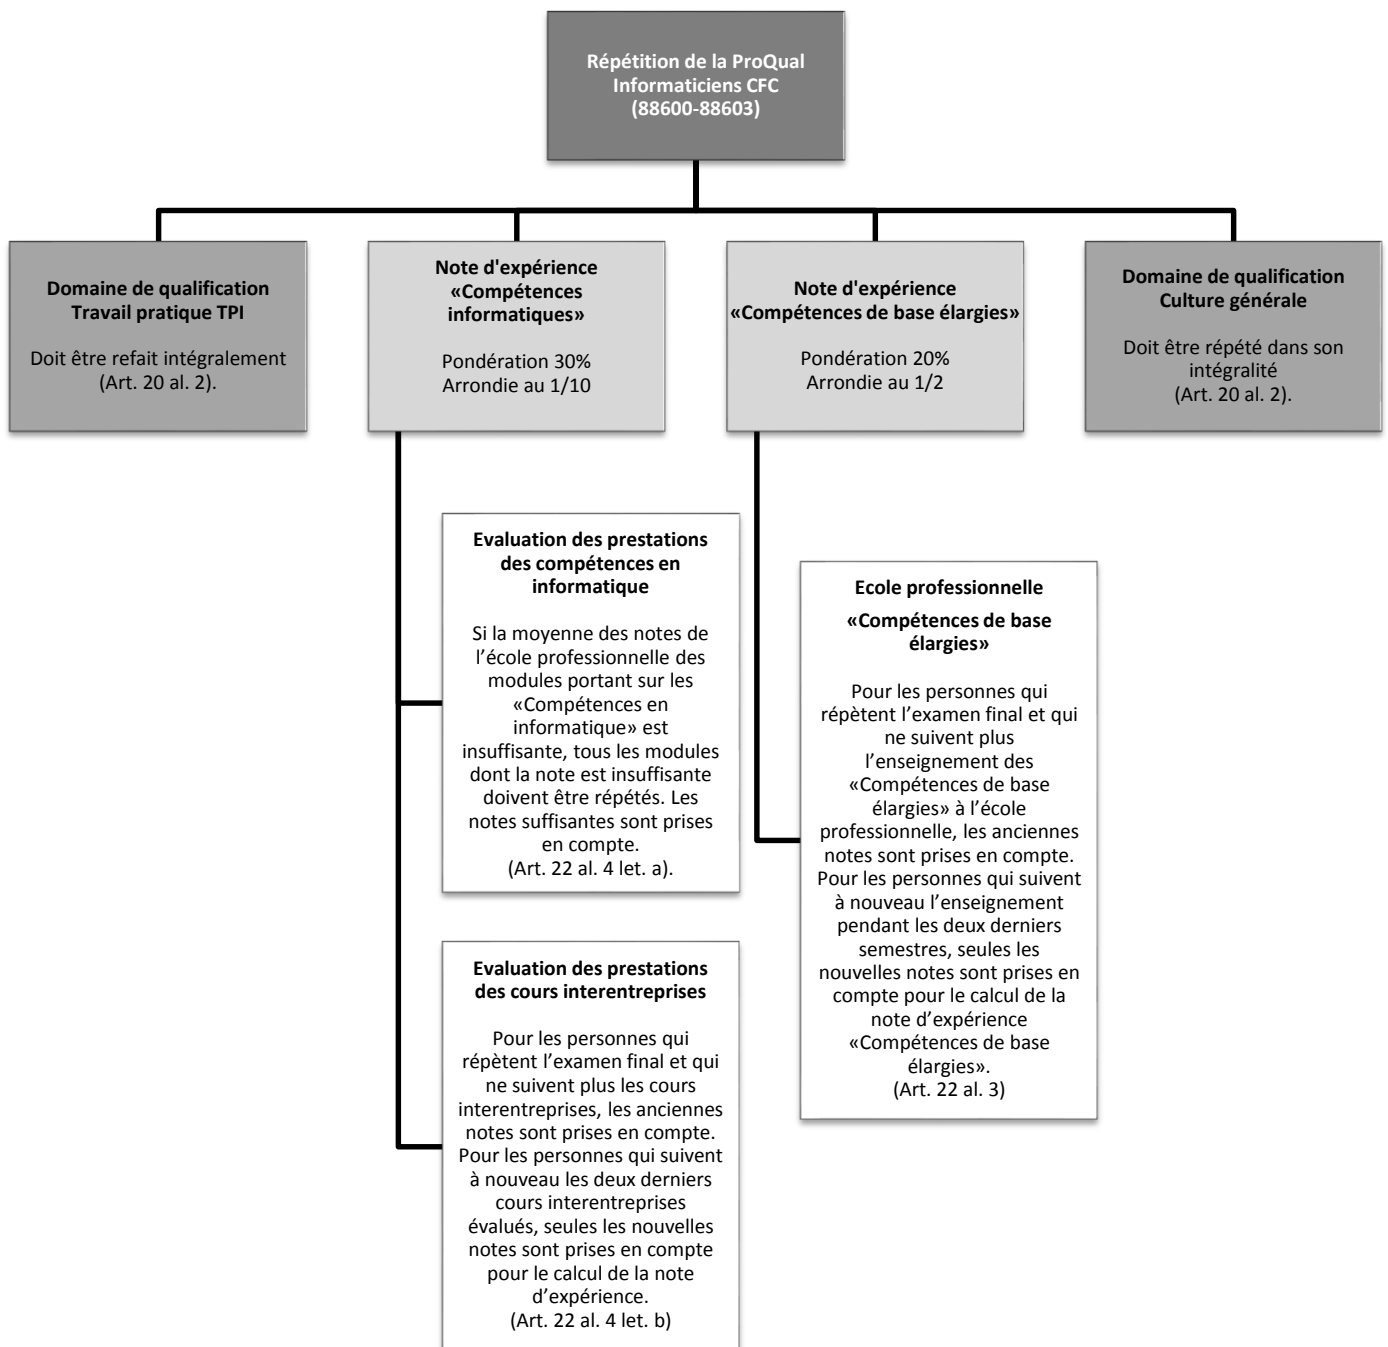 Répétition de la ProQual
Informaticiens CFC
(88600-88603)
Domaine de qualification
Travail pratique TPI
Doit être refait intégralement
(Art. 20 al. 2).
Note d'expérience
«Compétences
informatiques»
Pondération 30%
Arrondie au 1/10
Note d'expérience
«Compétences de base élargies»
Pondération 20%
Arrondie au 1/2
Domaine de qualification
Culture générale
Doit être répété dans son
intégralité
(Art. 20 al. 2).
Evaluation des prestations
des compétences en
informatique
Si la moyenne des notes de
l’école professionnelle des
modules portant sur les
«Compétences en
informatique» est
insuffisante, tous les modules
dont la note est insuffisante
doivent être répétés. Les
notes suffisantes sont prises
en compte.
(Art. 22 al. 4 let. a).
Evaluation des prestations
des cours interentreprises
Pour les personnes qui
répètent l’examen final et qui
ne suivent plus les cours
interentreprises, les anciennes
notes sont prises en compte.
Pour les personnes qui suivent
à nouveau les deux derniers
cours interentreprises
évalués, seules les nouvelles
notes sont prises en compte
pour le calcul de la note
d’expérience.
(Art. 22 al. 4 let. b)
Ecole professionnelle
«Compétences de base
élargies»
Pour les personnes qui
répètent l’examen final et qui
ne suivent plus
l’enseignement des
«Compétences de base
élargies» à l’école
professionnelle, les anciennes
notes sont prises en compte.
Pour les personnes qui suivent
à nouveau l’enseignement
pendant les deux derniers
semestres, seules les
nouvelles notes sont prises en
compte pour le calcul de la
note d’expérience
«Compétences de base
élargies».
(Art. 22 al. 3)